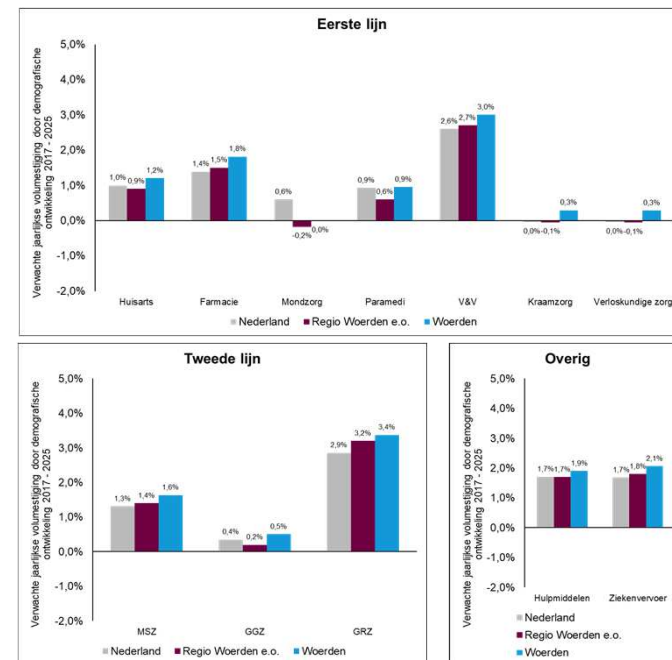 Eerste lijn
Verwachte jaarlijkse volumestiging door demografische
ontwikkeling 2017 - 2025
5,0%
4,0%
3,0%
2,0%
1,0%
0,0%
-1,0%
-2,0%
1,0% 0,9% 1,2%
1,4% 1,5% 1,8%
0,6% -0,2% 0,0%
0,9% 0,6% 0,9%
2,6% 2,7% 3,0%
0,0% -0,1% 0,3%
0,0% -0,1% 0,3%
Huisarts Farmacie Mondzorg Paramedi V&V Kraamzorg Verloskundige zorg
Nederland Regio Woerden e.o. Woerden
Tweede lijn
Verwachte jaarlijkse volumestiging door demografische
ontwikkeling 2017 - 2025
5,0%
4,0%
3,0%
2,0%
1,0%
0,0%
-1,0%
-2,0%
1,3% 1,4% 1,6%
0,4% 0,2% 0,5%
2,9% 3,2% 3,4%
MSZ GGZ GRZ
Nederland Regio Woerden e.o. Woerden
Overig
Verwachte jaarlijkse volumestiging door demografische
ontwikkeling 2017 - 2025
5,0%
4,0%
3,0%
2,0%
1,0%
0,0%
-1,0%
-2,0%
1,7% 1,7% 1,9%
1,7% 1,8% 2,1%
Hulpmiddelen Ziekenvervoer
Nederland
Regio Woerden e.o.
Woerden